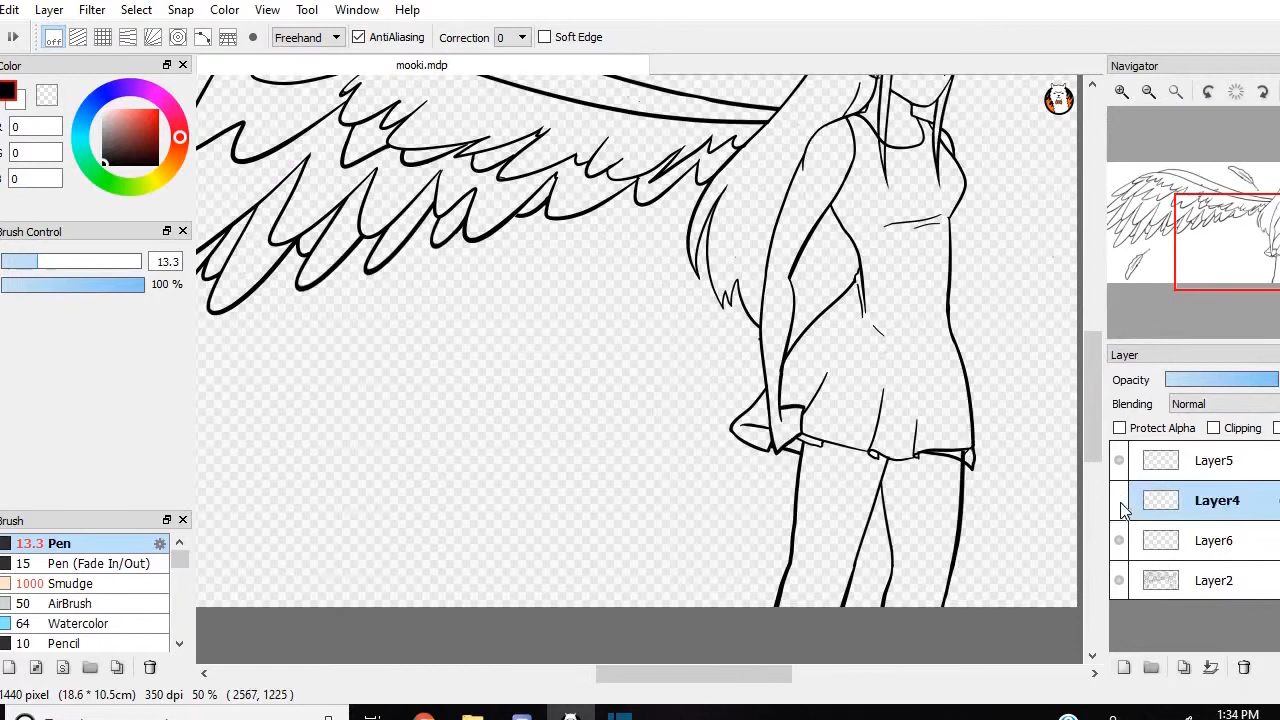 Edit Layer Filter Select Snap Color View Tool Window Help
off Freehand AntiAliasing Correction 0 Soft Edge
mooki.mdp
Color
R 0
G 0
B 0
Brush Control
13.3
100 %
Brush
13.3 Pen
15 Pen (Fade In/Out)
1000 Smudge
50 AirBrush
64 Watercolor
10 Pencil
Navigator
Layer
Opacity
Blending Normal
Protect Alpha Clipping
Layer5
Layer4
Layer6
Layer2
1440 pixel (18.6 * 10.5cm) 350 dpi 50 % ( 2567, 1225 )
1:34 PM